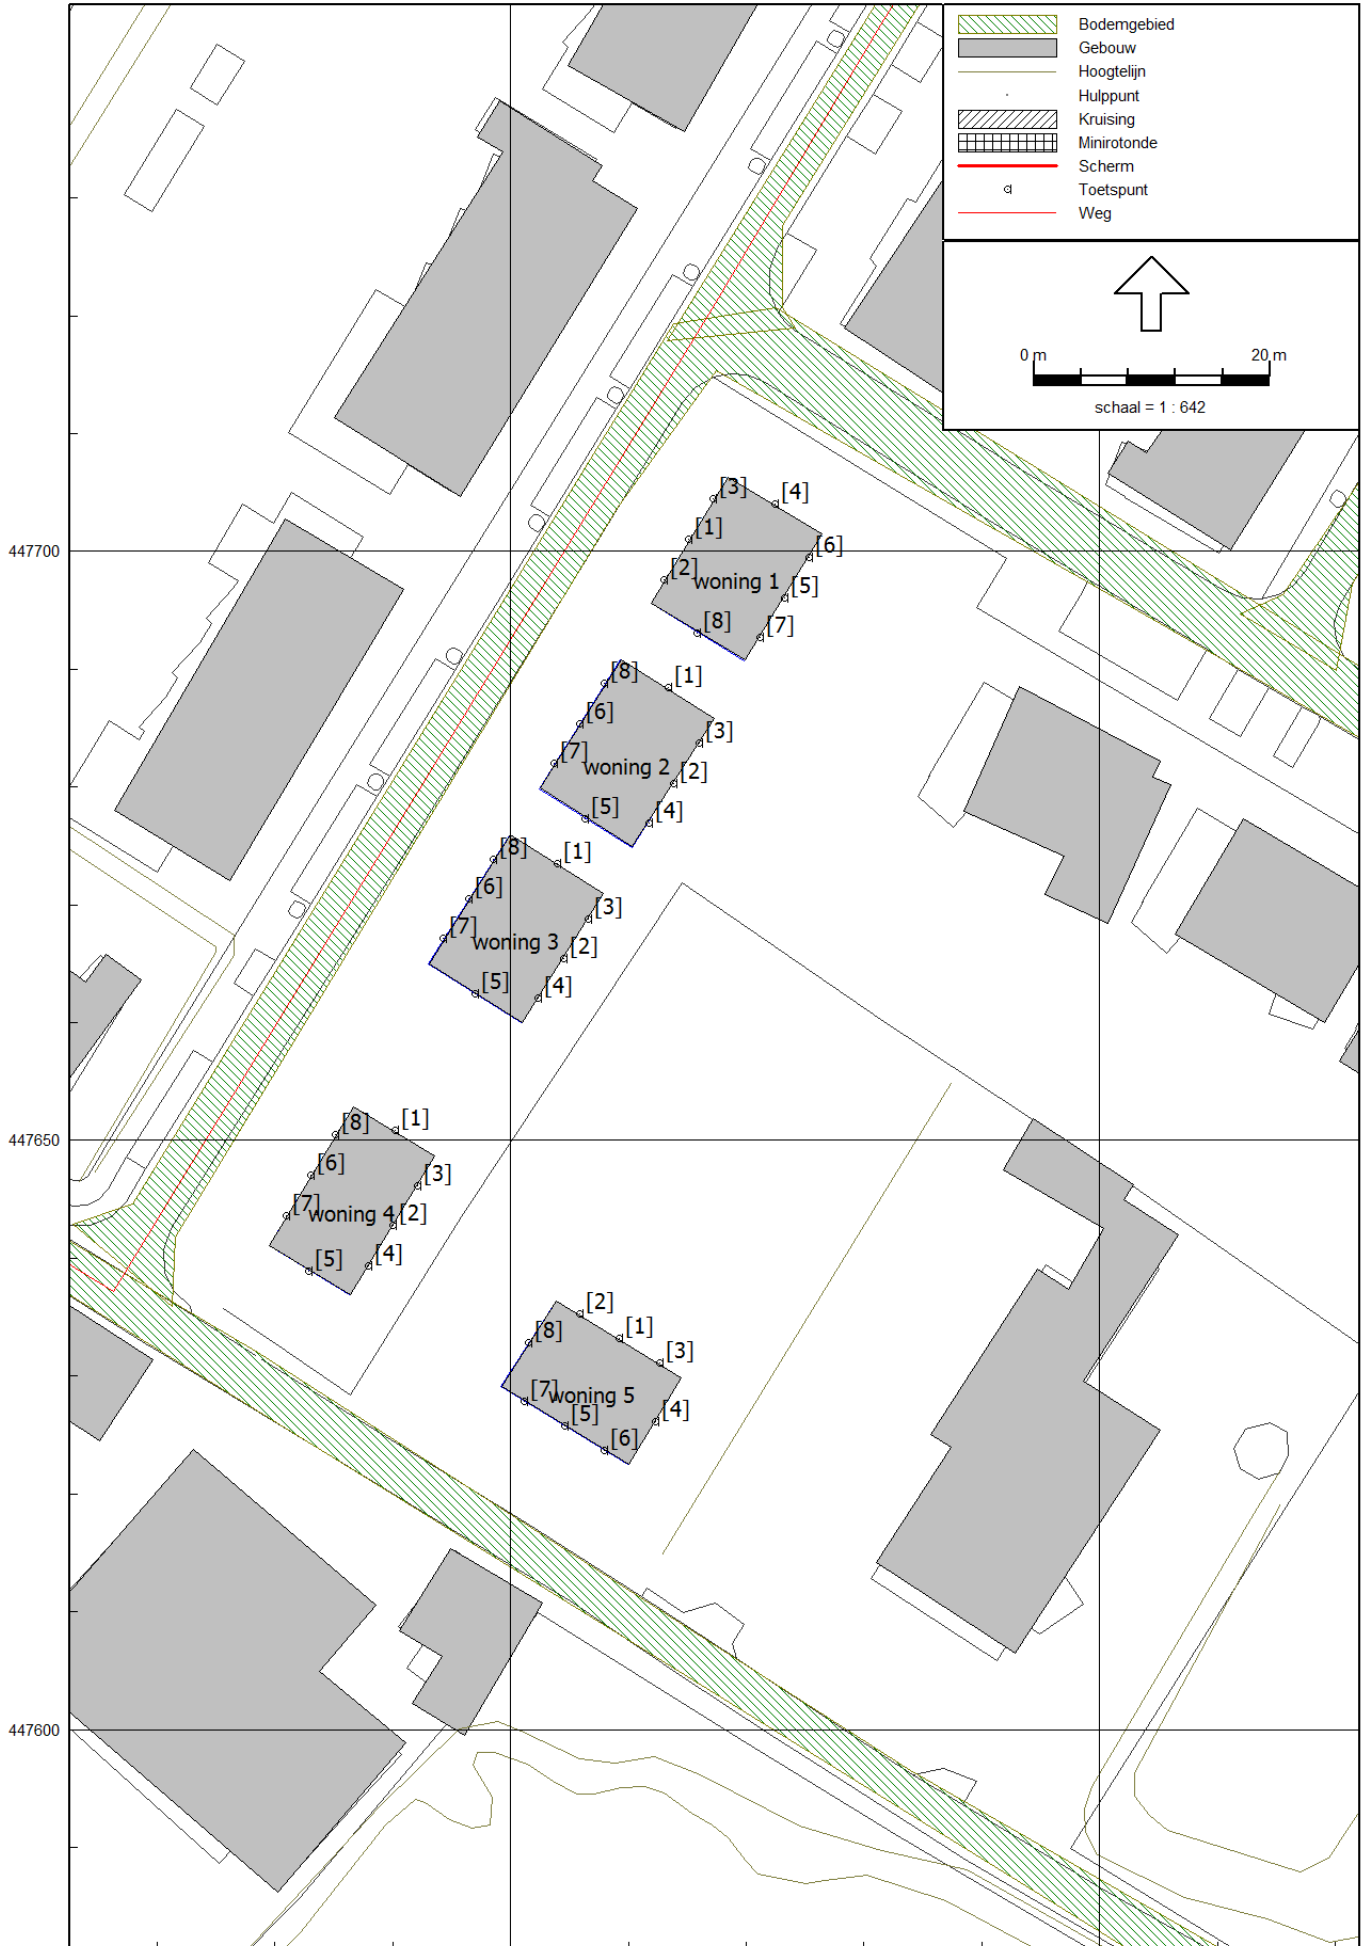 Bodemgebied
Gebouw
Hoogtelijn
Hulppunt
Kruising
Minirotonde
Scherm
Toetspunt
Weg
0 m 20 m
schaal = 1 : 642
[3] [4]
[1] [6]
447700
[2] woning 1 [5]
[8] [7]
[8] [1]
[6] [3]
[7] woning 2 [2]
[5] [4]
[8] [1]
[6] [3]
[7] woning 3 [2]
[5] [4]
447650
[8] [1]
[6] [3]
[7] woning 4 [2]
[5] [4]
[2]
[8] [1]
[3]
[7] woning 5 [4]
[5]
[6]
447600